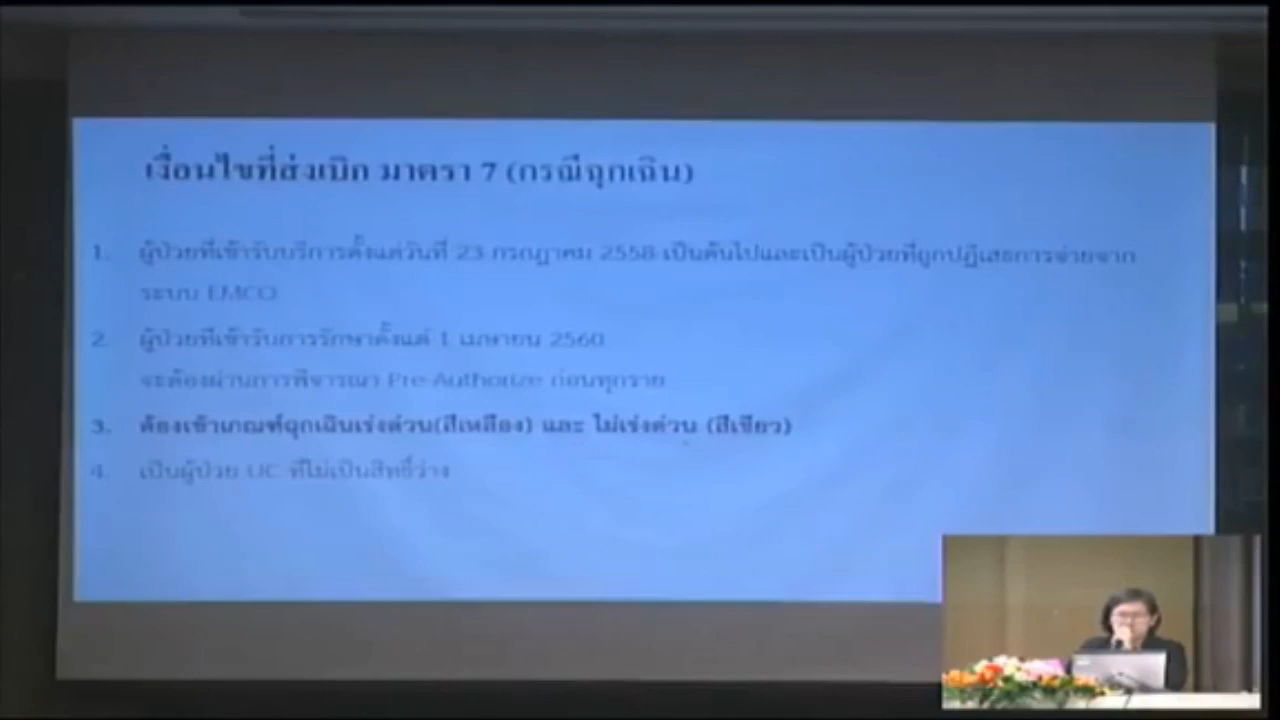 เงื่อนไขที่ส่งเบิก มาตรา 7 (กรณีฉุกเฉิน)
1. ผู้ป่วยที่เข้ารับบริการตั้งแต่วันที่ 23 กรกฎาคม 2558 เป็นต้นไปและเป็นผู้ป่วยที่ถูกปฏิเสธการจ่ายจาก
ระบบ EMCO
2. ผู้ป่วยที่เข้ารับการรักษาตั้งแต่ 1 เมษายน 2560
จะต้องผ่านการพิจารณา Pre-Authorize ก่อนทุกราย
3. ต้องเข้าเกณฑ์ฉุกเฉินเร่งด่วน(สีเหลือง) และ ไม่เร่งด่วน (สีเขียว)
4. เป็นผู้ป่วย UC ที่ไม่เป็นสิทธิ์ว่าง